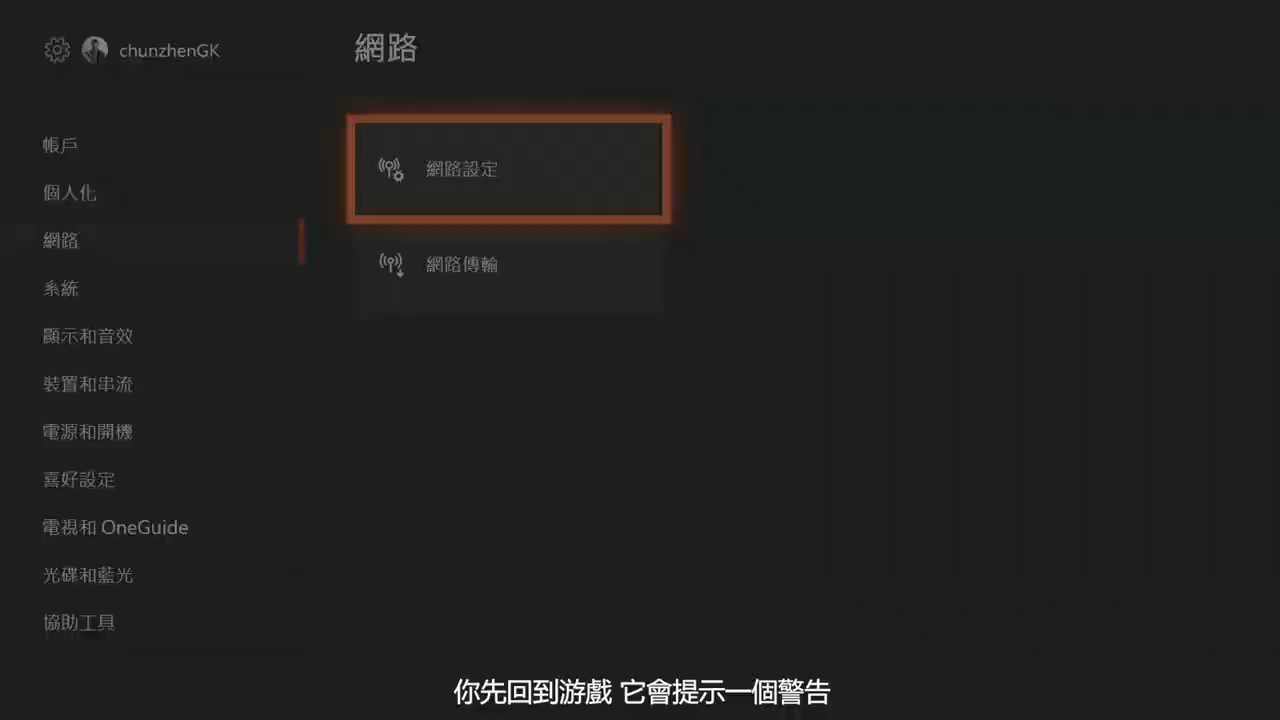 chunzhenGK
網路
帳戶
個人化
網路
系統
顯示和音效
裝置和串流
電源和開機
喜好設定
電視和 OneGuide
光碟和藍光
協助工具
網路設定
網路傳輸
你先回到游戲 它會提示一個警告